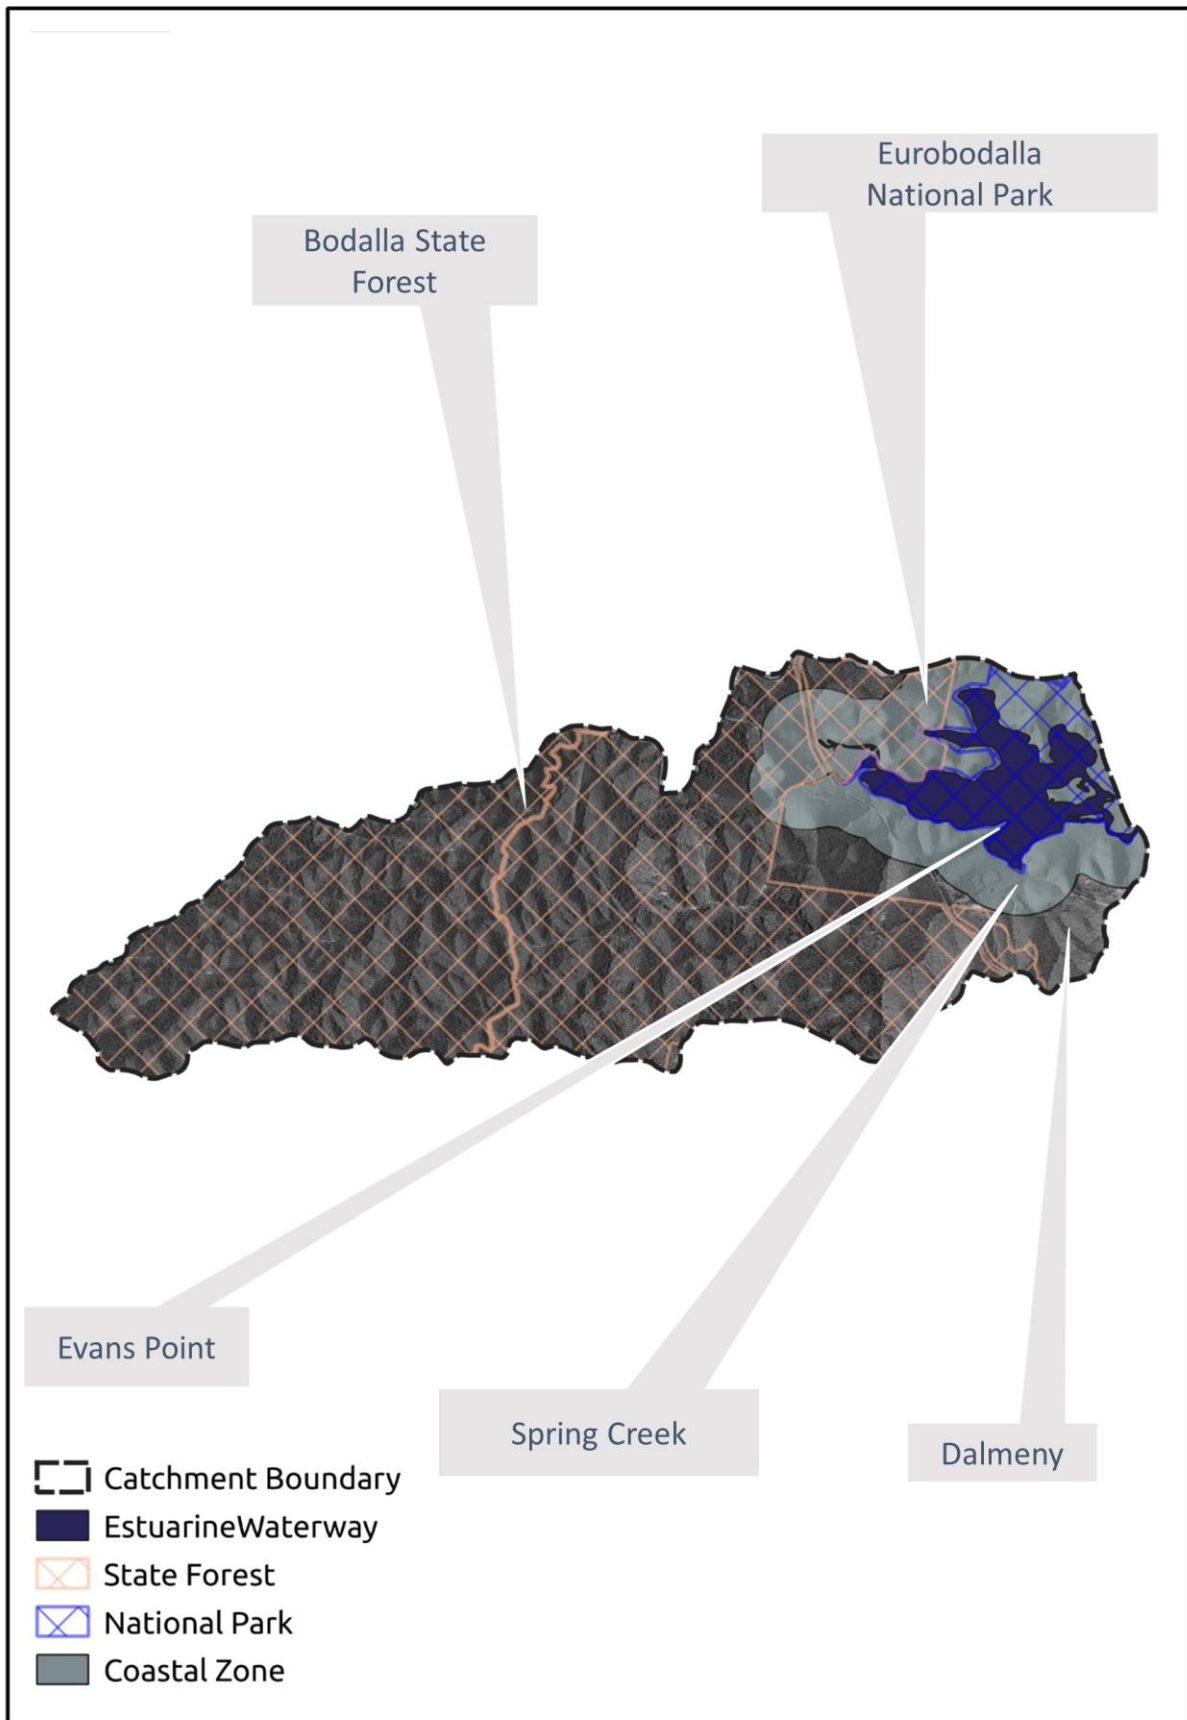 Eurobodalla
National Park
Bodalla State
Forest
Evans Point
Spring Creek
Dalmeny
Catchment Boundary
EstuarineWaterway
State Forest
National Park
Coastal Zone